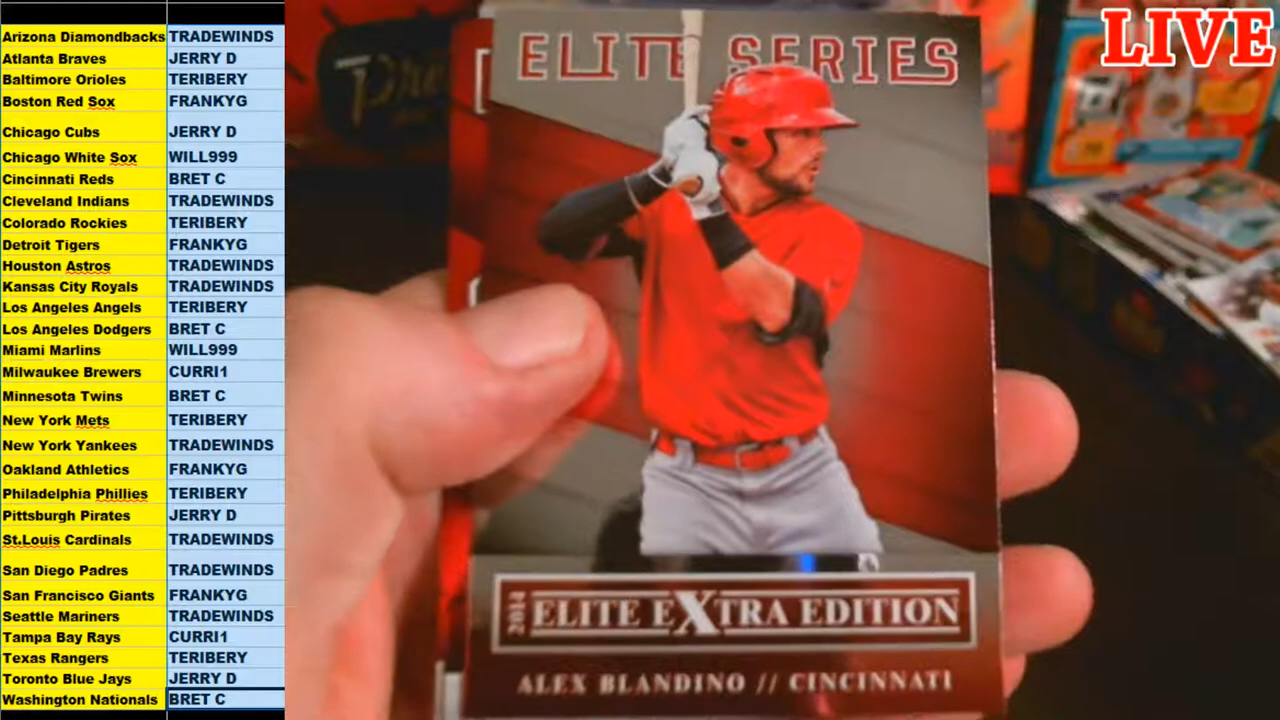 Arizona Diamondbacks TRADEWINDS
Atlanta Braves JERRY D
Baltimore Orioles TERIBERY
Boston Red Sox FRANKYG
Chicago Cubs JERRY D
Chicago White Sox WILL999
Cincinnati Reds BRET C
Cleveland Indians TRADEWINDS
Colorado Rockies TERIBERY
Detroit Tigers FRANKYG
Houston Astros TRADEWINDS
Kansas City Royals TRADEWINDS
Los Angeles Angels TERIBERY
Los Angeles Dodgers BRET C
Miami Marlins WILL999
Milwaukee Brewers CURRI1
Minnesota Twins BRET C
New York Mets TERIBERY
New York Yankees TRADEWINDS
Oakland Athletics FRANKYG
Philadelphia Phillies TERIBERY
Pittsburgh Pirates JERRY D
St.Louis Cardinals TRADEWINDS
San Diego Padres TRADEWINDS
San Francisco Giants FRANKYG
Seattle Mariners TRADEWINDS
Tampa Bay Rays CURRI1
Texas Rangers TERIBERY
Toronto Blue Jays JERRY D
Washington Nationals BRET C
LIVE
ELITE SERIES
2014 ELITE EXTRA EDITION
ALEX BLANDINO // CINCINNATI